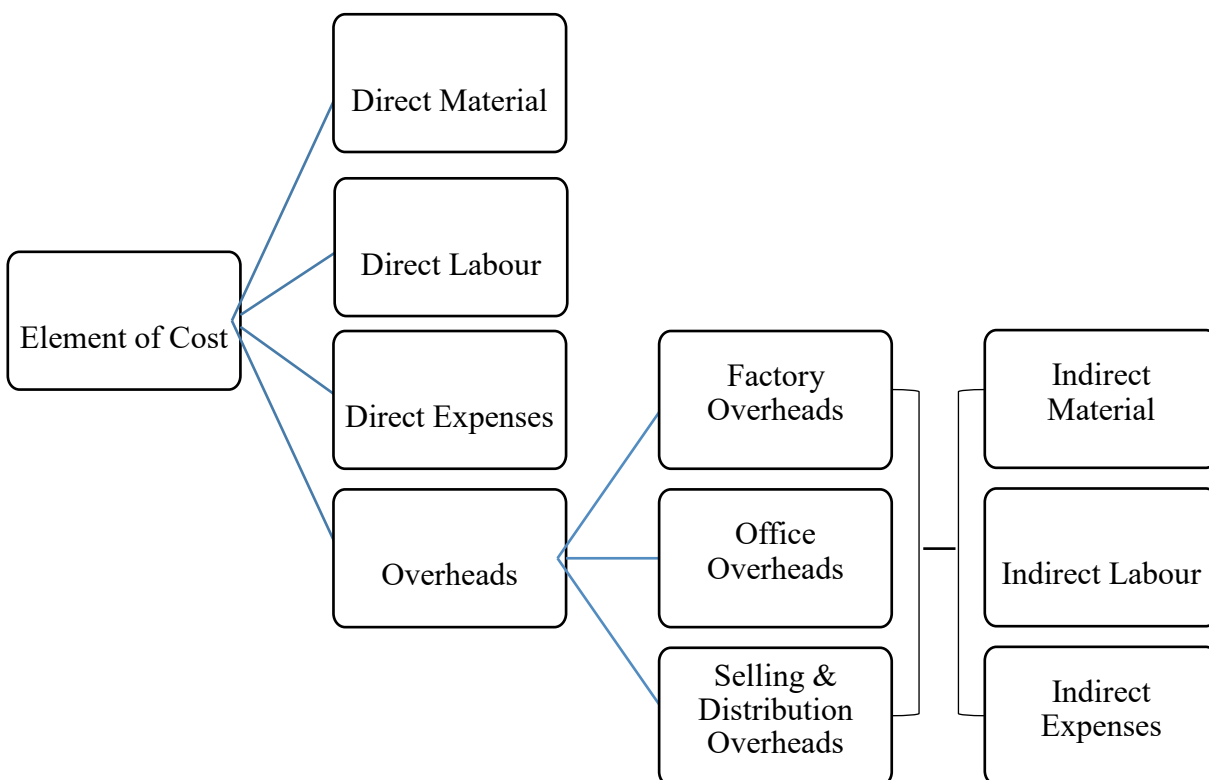 Element of Cost
Direct Material
Direct Labour
Direct Expenses
Overheads
Factory
Overheads
Office
Overheads
Selling &
Distribution
Overheads
Indirect
Material
Indirect Labour
Indirect
Expenses